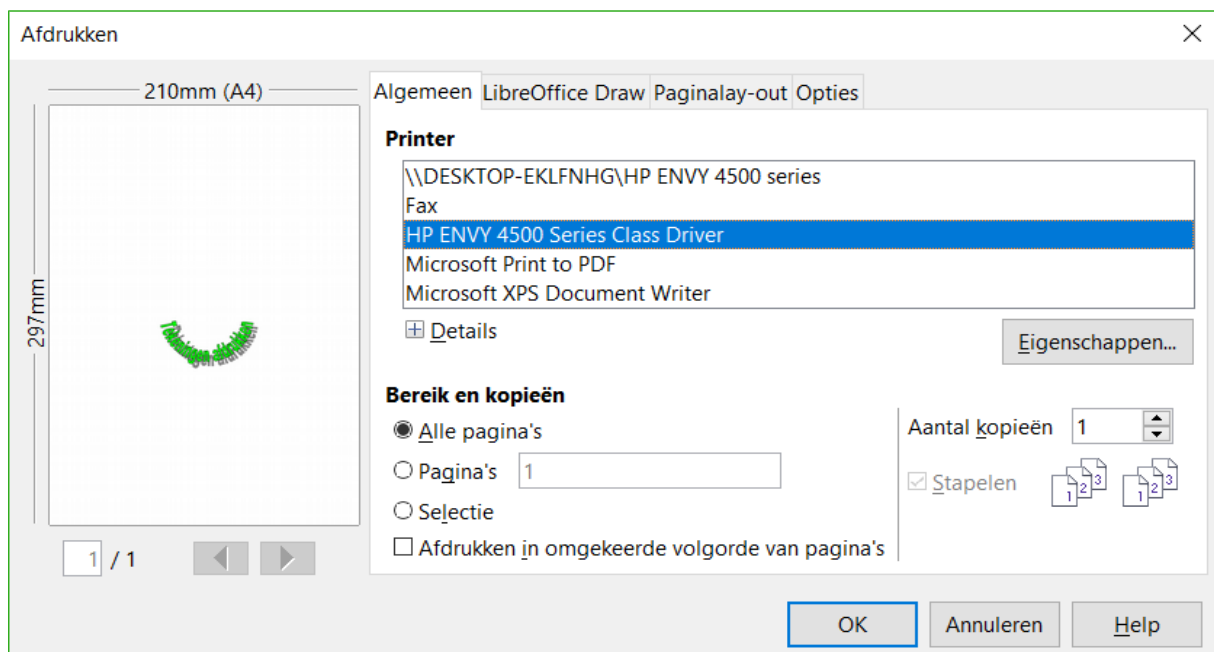 Afdrukken
210mm (A4)
297mm
Tekeningen afdrukken
1 / 1
Algemeen LibreOffice Draw Paginalay-out Opties
Printer
\\DESKTOP-EKLFNHG\HP ENVY 4500 series
Fax
HP ENVY 4500 Series Class Driver
Microsoft Print to PDF
Microsoft XPS Document Writer
Details
Eigenschappen...
Bereik en kopieën
Alle pagina's
Pagina's 1
Selectie
Afdrukken in omgekeerde volgorde van pagina's
Aantal kopieën 1
Stapelen 1 2 3 1 2 3
OK Annuleren Help